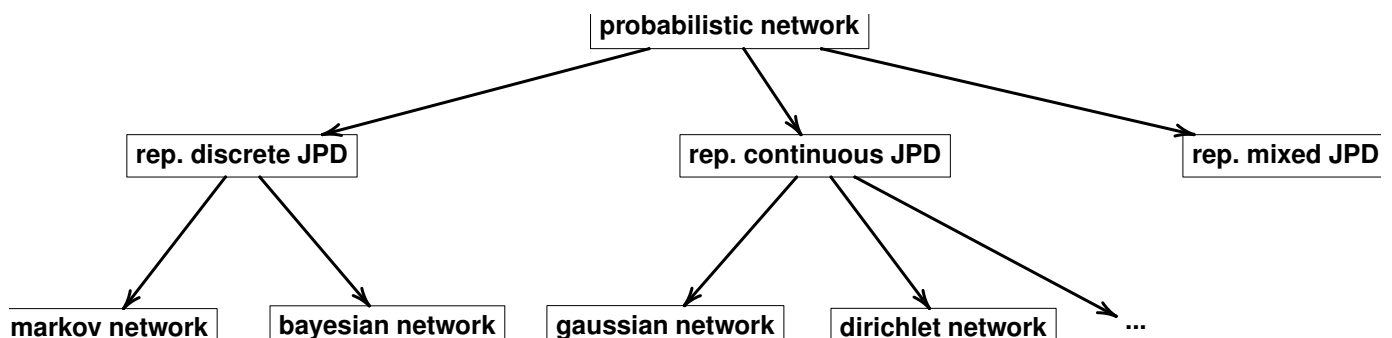 probabilistic network
rep. discrete JPD
rep. continuous JPD
rep. mixed JPD
markov network
bayesian network
gaussian network
dirichlet network
...